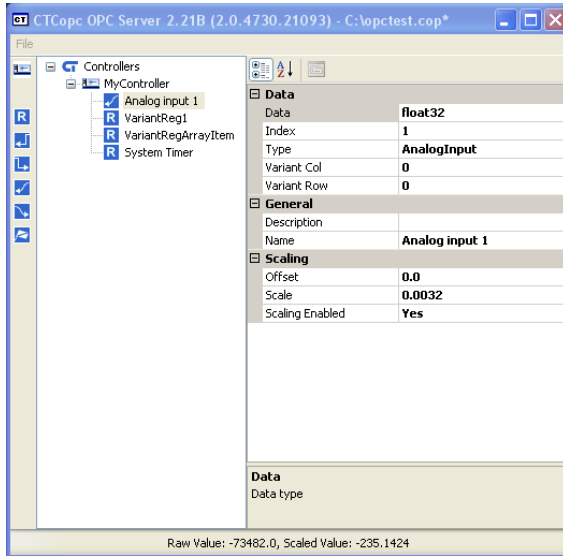 CT CTCopc OPC Server 2.21B (2.0.4730.21093) - C:\opctest.cop*
File
CT Controllers
MyController
Analog input 1
R VariantReg1
R VariantRegArrayItem
R System Timer
R
A Z
Data
Data float32
Index 1
Type AnalogInput
Variant Col 0
Variant Row 0
General
Description
Name Analog input 1
Scaling
Offset 0.0
Scale 0.0032
Scaling Enabled Yes
Data
Data type
Raw Value: -73482.0, Scaled Value: -235.1424